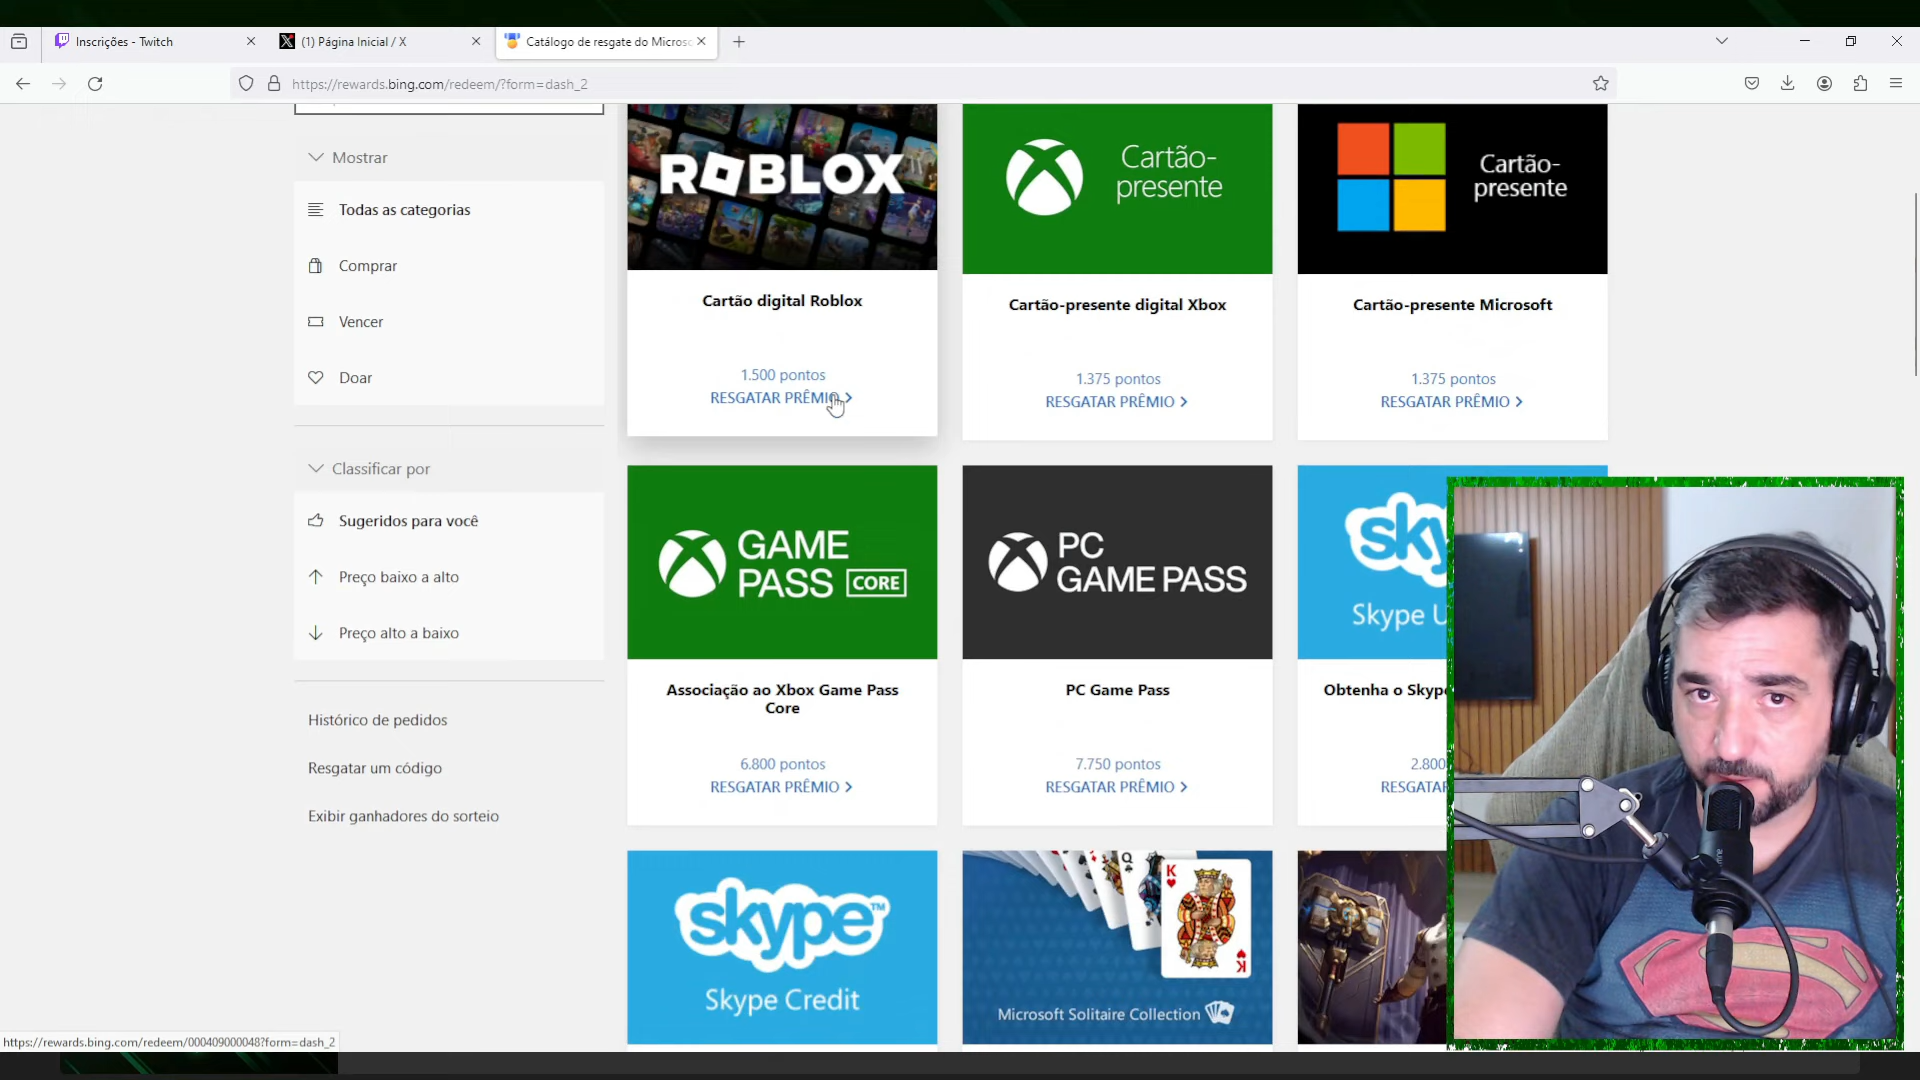 Inscrições - Twitch
(1) Página Inicial / X
Catálogo de resgate do Micros
https://rewards.bing.com/redeem/?form=dash_2
Mostrar
Todas as categorias
Comprar
Vencer
Doar
Classificar por
Sugeridos para você
Preço baixo a alto
Preço alto a baixo
Histórico de pedidos
Resgatar um código
Exibir ganhadores do sorteio
ROBLOX
Cartão digital Roblox
1.500 pontos
RESGATAR PRÊMIO
Cartão-
presente
Cartão-presente digital Xbox
1.375 pontos
RESGATAR PRÊMIO
Cartão-
presente
Cartão-presente Microsoft
1.375 pontos
RESGATAR PRÊMIO
GAME
PASS CORE
Associação ao Xbox Game Pass
Core
6.800 pontos
RESGATAR PRÊMIO
PC
GAME PASS
PC Game Pass
7.750 pontos
RESGATAR PRÊMIO
sky
Skype U
Obtenha o Skype
2.800
RESGATAR
skype™
Skype Credit
Q
K
K
Microsoft Solitaire Collection
https://rewards.bing.com/redeem/000409000048?form=dash_2